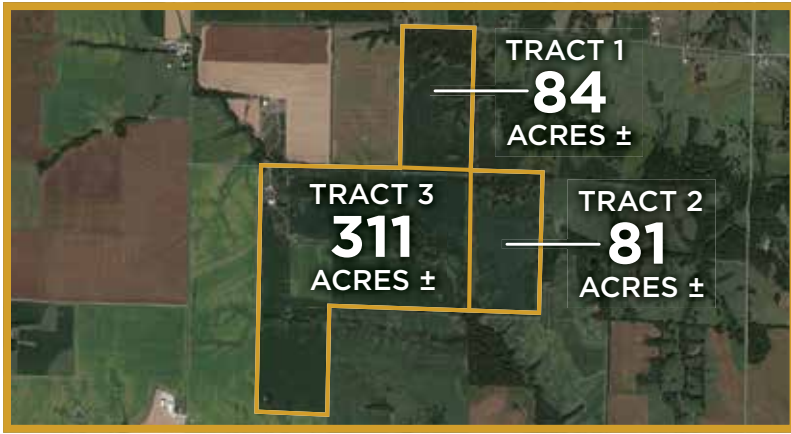 TRACT 1
84
ACRES ±
TRACT 3
311
ACRES ±
TRACT 2
81
ACRES ±